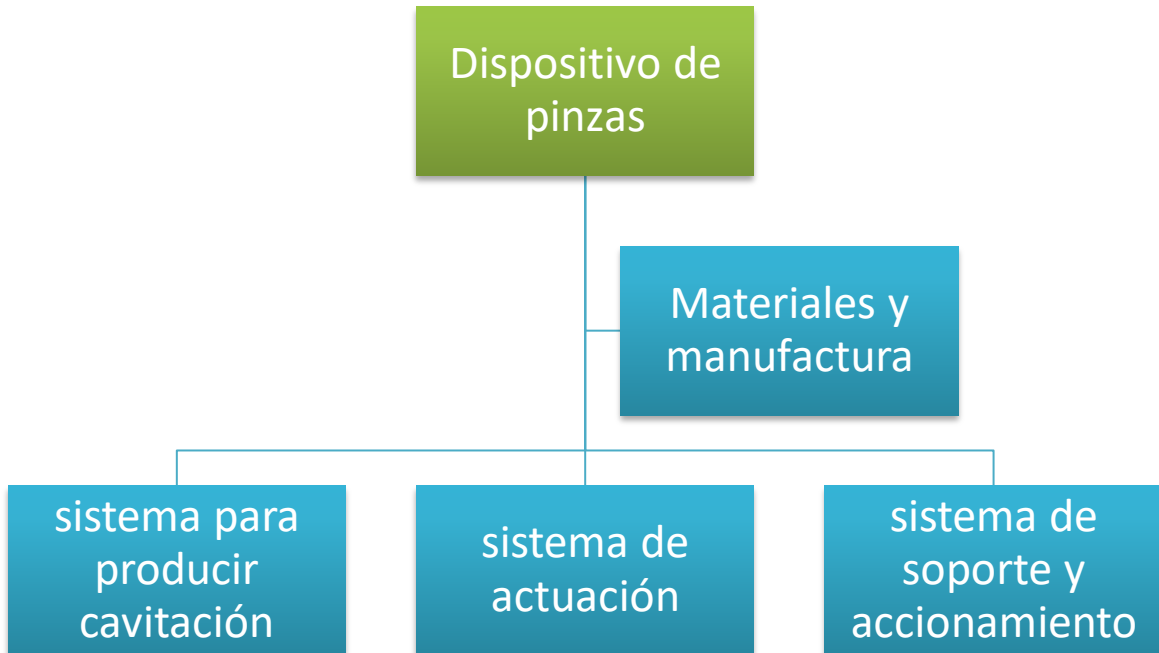 Dispositivo de
pinzas
Materiales y
manufactura
sistema para
producir
cavitación
sistema de
actuación
sistema de
soporte y
accionamiento